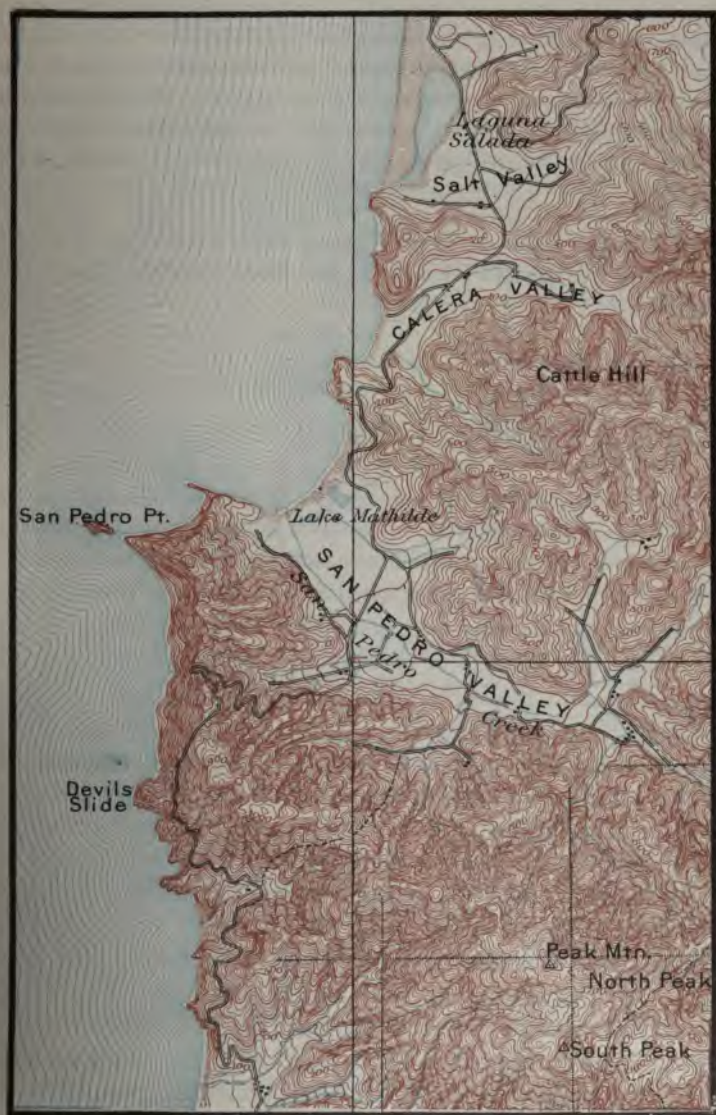 Laguna
Salada
Salt Valley
CALERA VALLEY
Cattle Hill
San Pedro Pt.
Lake Mathilde
SAN PEDRO VALLEY
San Pedro Creek
Devils
Slide
Peak Mtn.
North Peak
South Peak